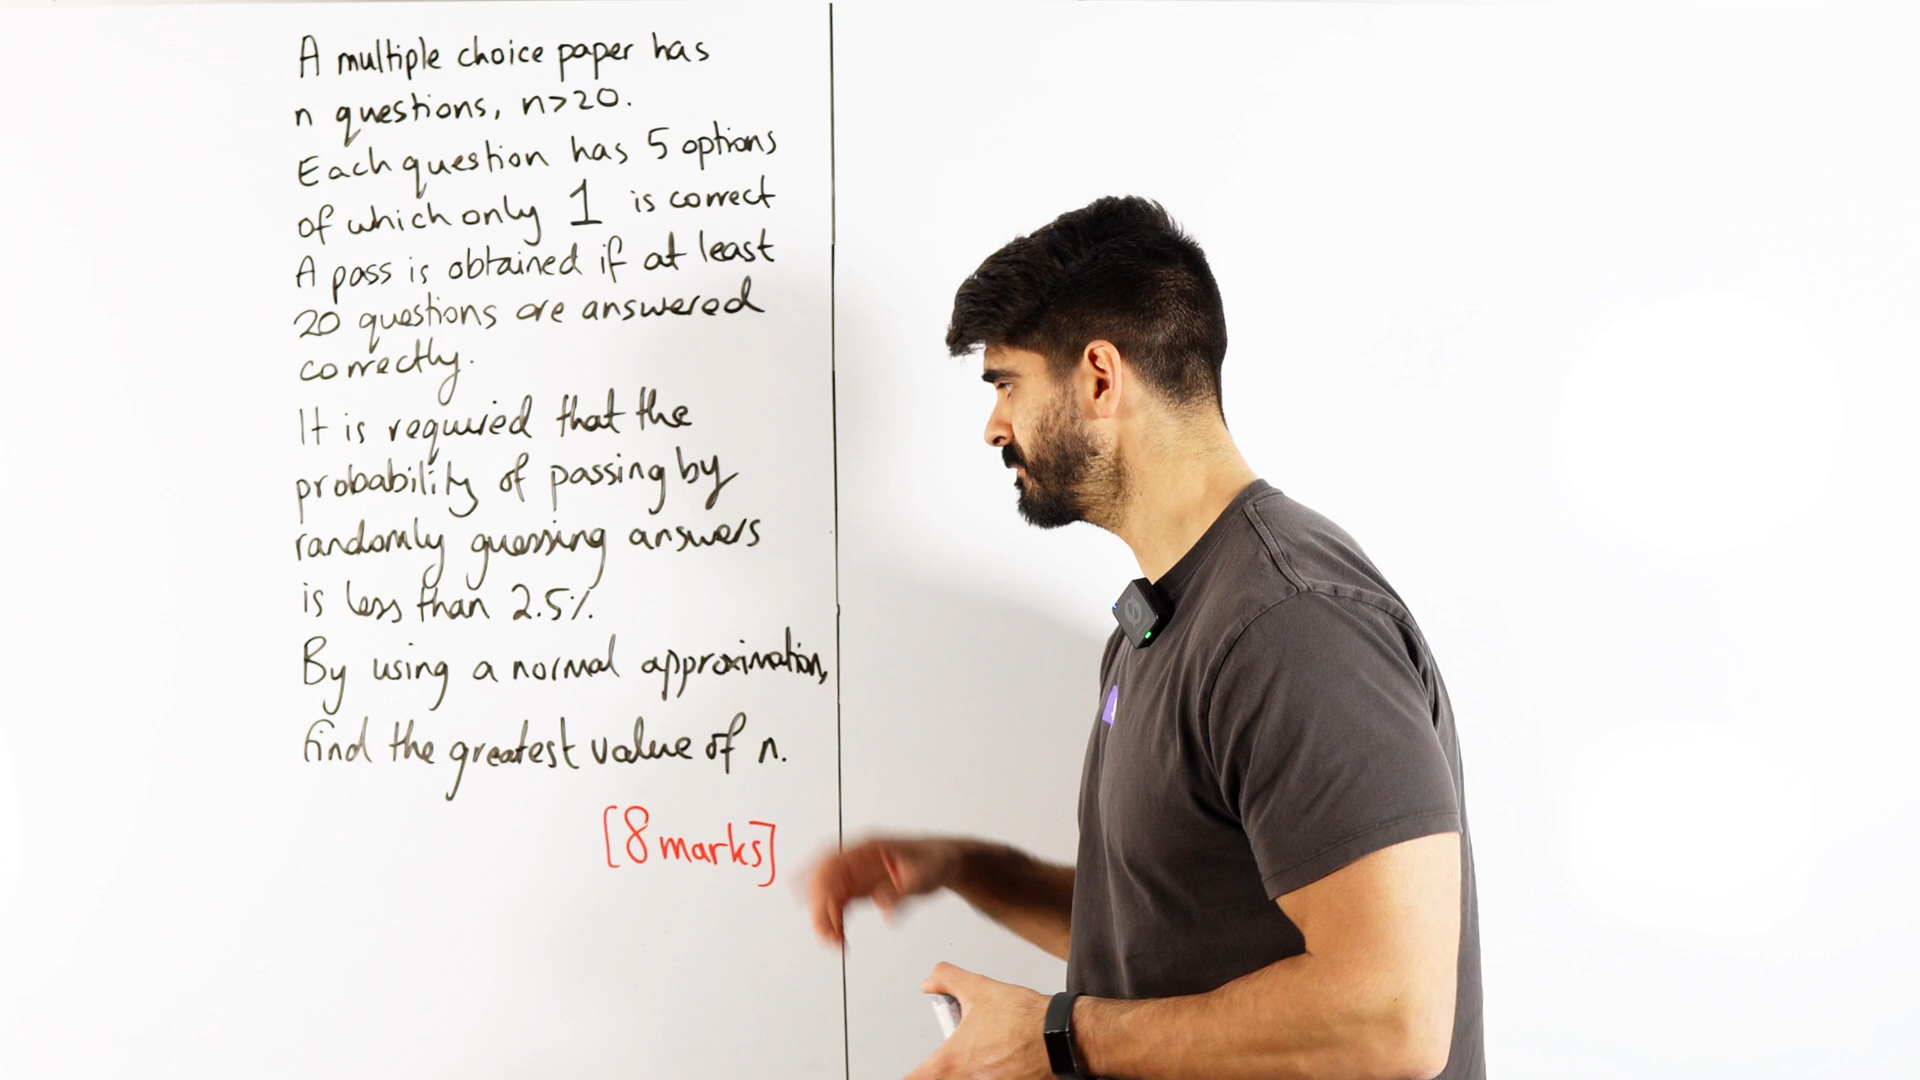 A multiple choice paper has
n questions, n>20.
Each question has 5 options
of which only 1 is correct
A pass is obtained if at least
20 questions are answered
correctly.
It is required that the
probability of passing by
randomly guessing answers
is less than 2.5%.
By using a normal approximation,
find the greatest value of n.
[8 marks]